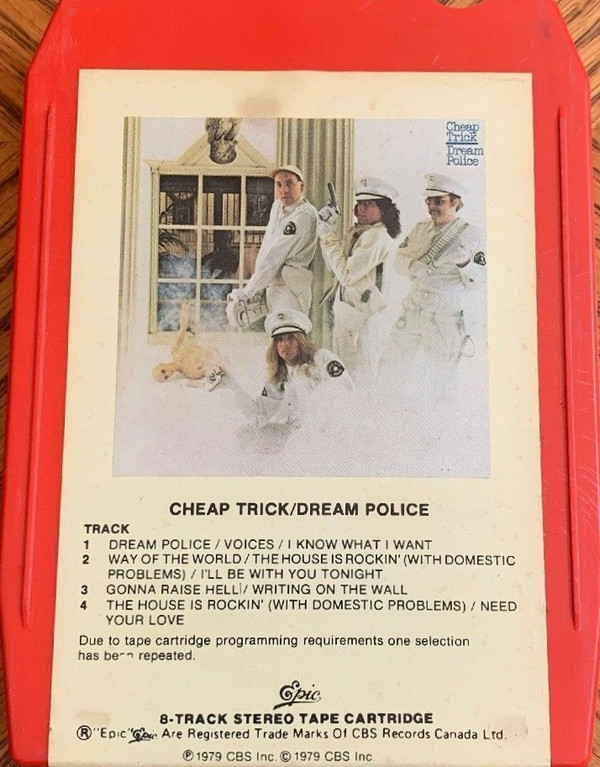 Cheap
Trick
Dream
Police
CHEAP TRICK/DREAM POLICE
TRACK
1 DREAM POLICE / VOICES / I KNOW WHAT I WANT
2 WAY OF THE WORLD / THE HOUSE IS ROCKIN' (WITH DOMESTIC
PROBLEMS) / I'LL BE WITH YOU TONIGHT
3 GONNA RAISE HELL / WRITING ON THE WALL
4 THE HOUSE IS ROCKIN' (WITH DOMESTIC PROBLEMS) / NEED
YOUR LOVE
Due to tape cartridge programming requirements one selection
has been repeated.
Epic
8-TRACK STEREO TAPE CARTRIDGE
®"Epic" Epic Are Registered Trade Marks Of CBS Records Canada Ltd.
℗ 1979 CBS Inc. © 1979 CBS Inc.